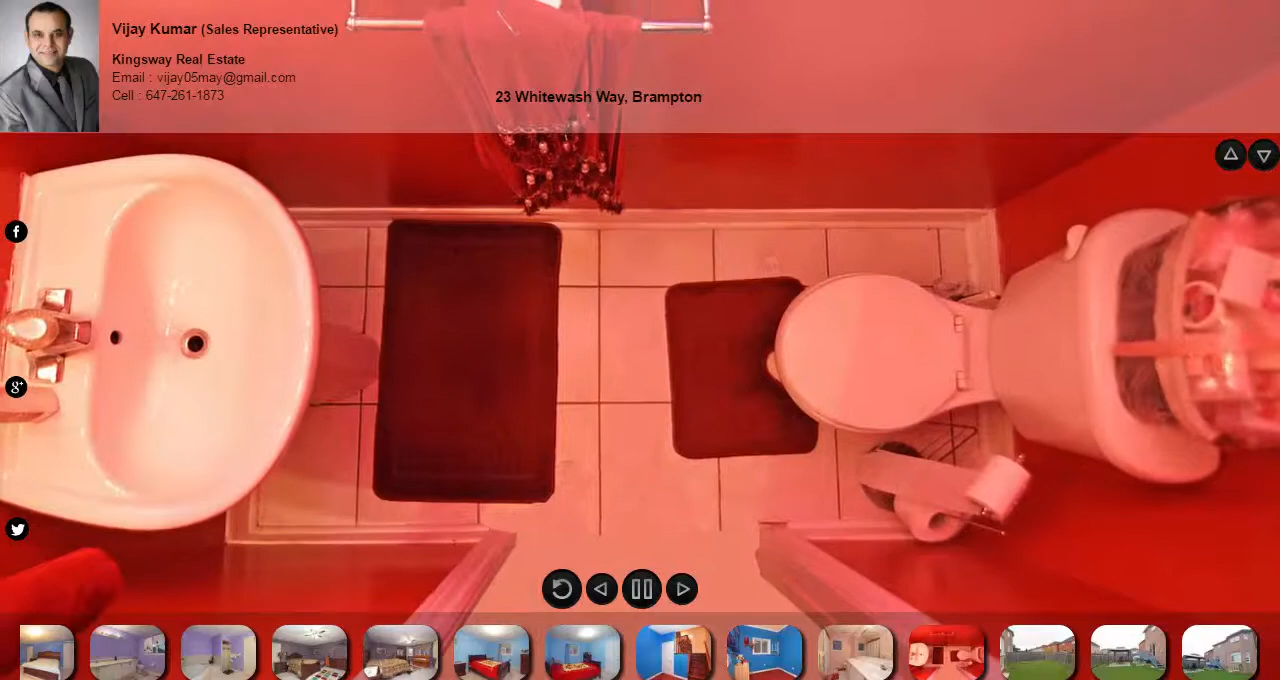 Vijay Kumar (Sales Representative)
Kingsway Real Estate
Email : vijay05may@gmail.com
Cell : 647-261-1873
23 Whitewash Way, Brampton